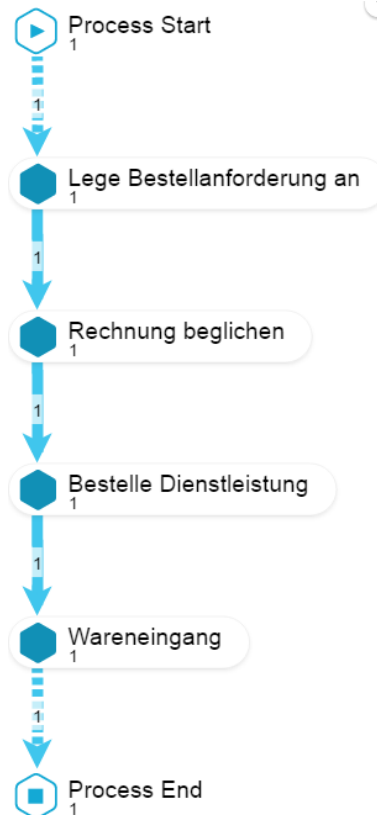 Process Start
1
1
Lege Bestellanforderung an
1
1
Rechnung beglichen
1
1
Bestelle Dienstleistung
1
1
Wareneingang
1
1
Process End
1